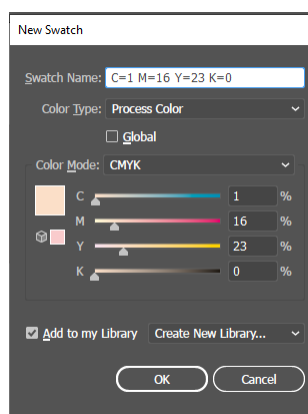 New Swatch
Swatch Name: C=1 M=16 Y=23 K=0
Color Type: Process Color
Global
Color Mode: CMYK
C 1 %
M 16 %
Y 23 %
K 0 %
Add to my Library Create New Library...
OK Cancel